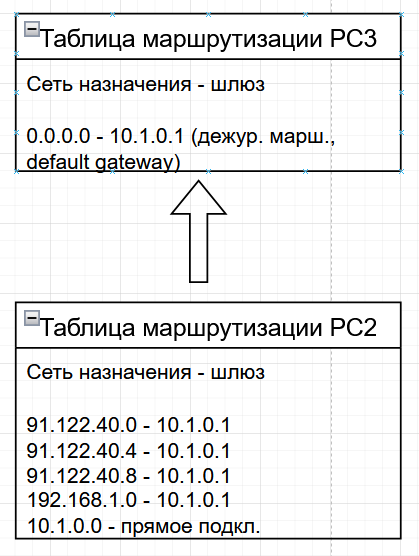 Таблица маршрутизации PC3
Сеть назначения - шлюз
0.0.0.0 - 10.1.0.1 (дежур. марш.,
default gateway)
Таблица маршрутизации PC2
Сеть назначения - шлюз
91.122.40.0 - 10.1.0.1
91.122.40.4 - 10.1.0.1
91.122.40.8 - 10.1.0.1
192.168.1.0 - 10.1.0.1
10.1.0.0 - прямое подкл.